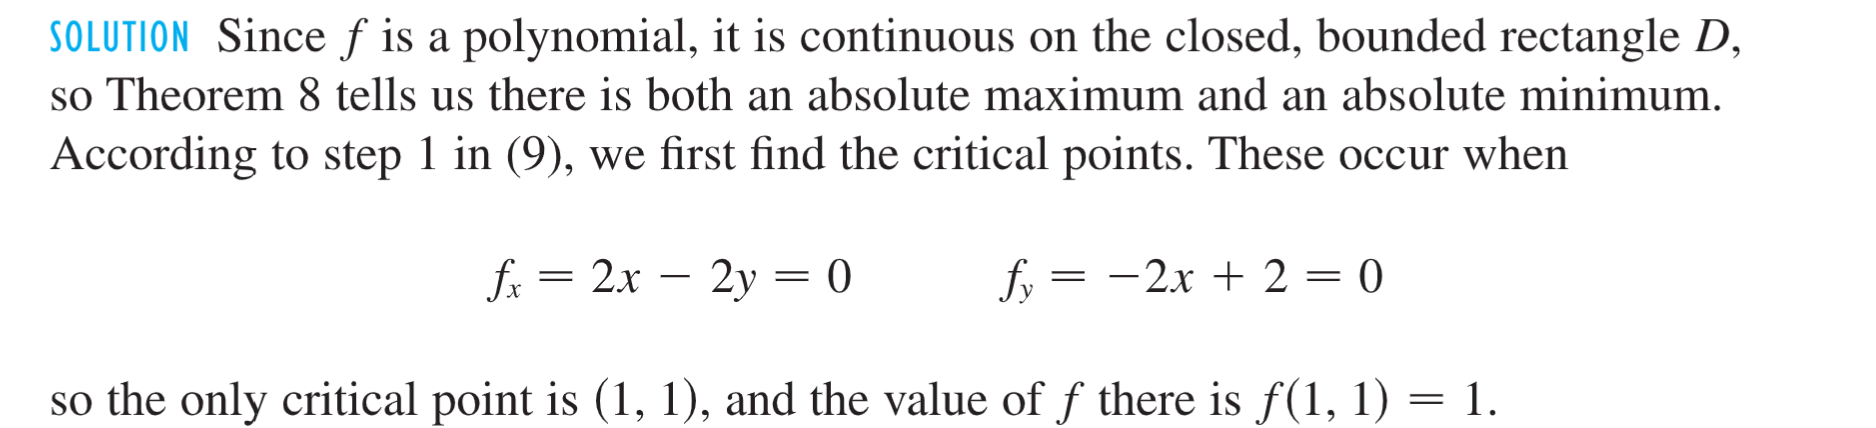 SOLUTION Since f is a polynomial, it is continuous on the closed, bounded rectangle D,
so Theorem 8 tells us there is both an absolute maximum and an absolute minimum.
According to step 1 in (9), we first find the critical points. These occur when
fₓ = 2x − 2y = 0 f_y = −2x + 2 = 0
so the only critical point is (1, 1), and the value of f there is f(1, 1) = 1.